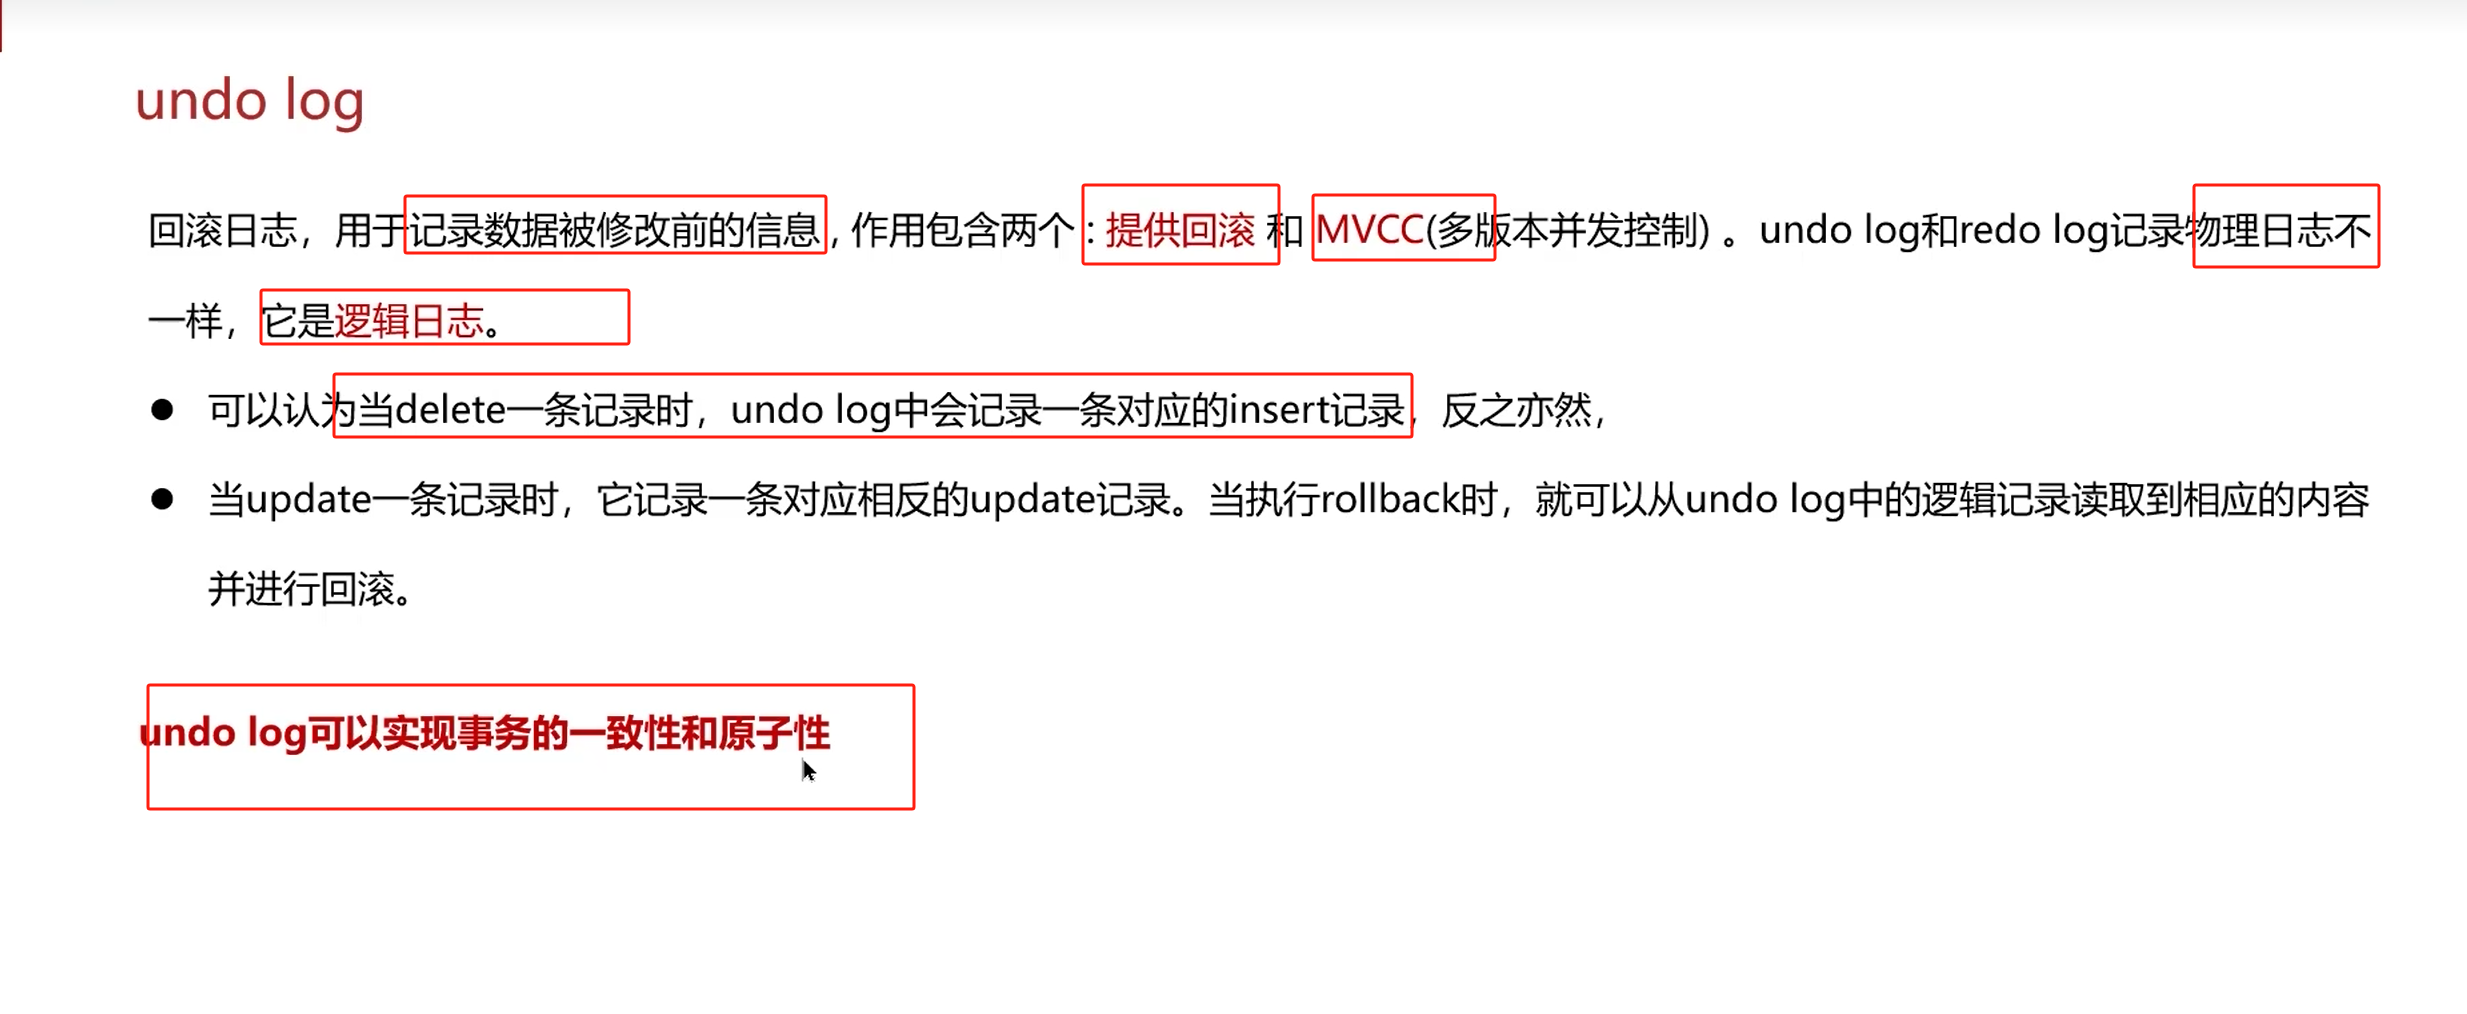 undo log
回滚日志，用于记录数据被修改前的信息 , 作用包含两个 : 提供回滚 和 MVCC(多版本并发控制) 。undo log和redo log记录物理日志不
一样，它是逻辑日志。
● 可以认为当delete一条记录时，undo log中会记录一条对应的insert记录，反之亦然，
● 当update一条记录时，它记录一条对应相反的update记录。当执行rollback时，就可以从undo log中的逻辑记录读取到相应的内容
并进行回滚。
undo log可以实现事务的一致性和原子性